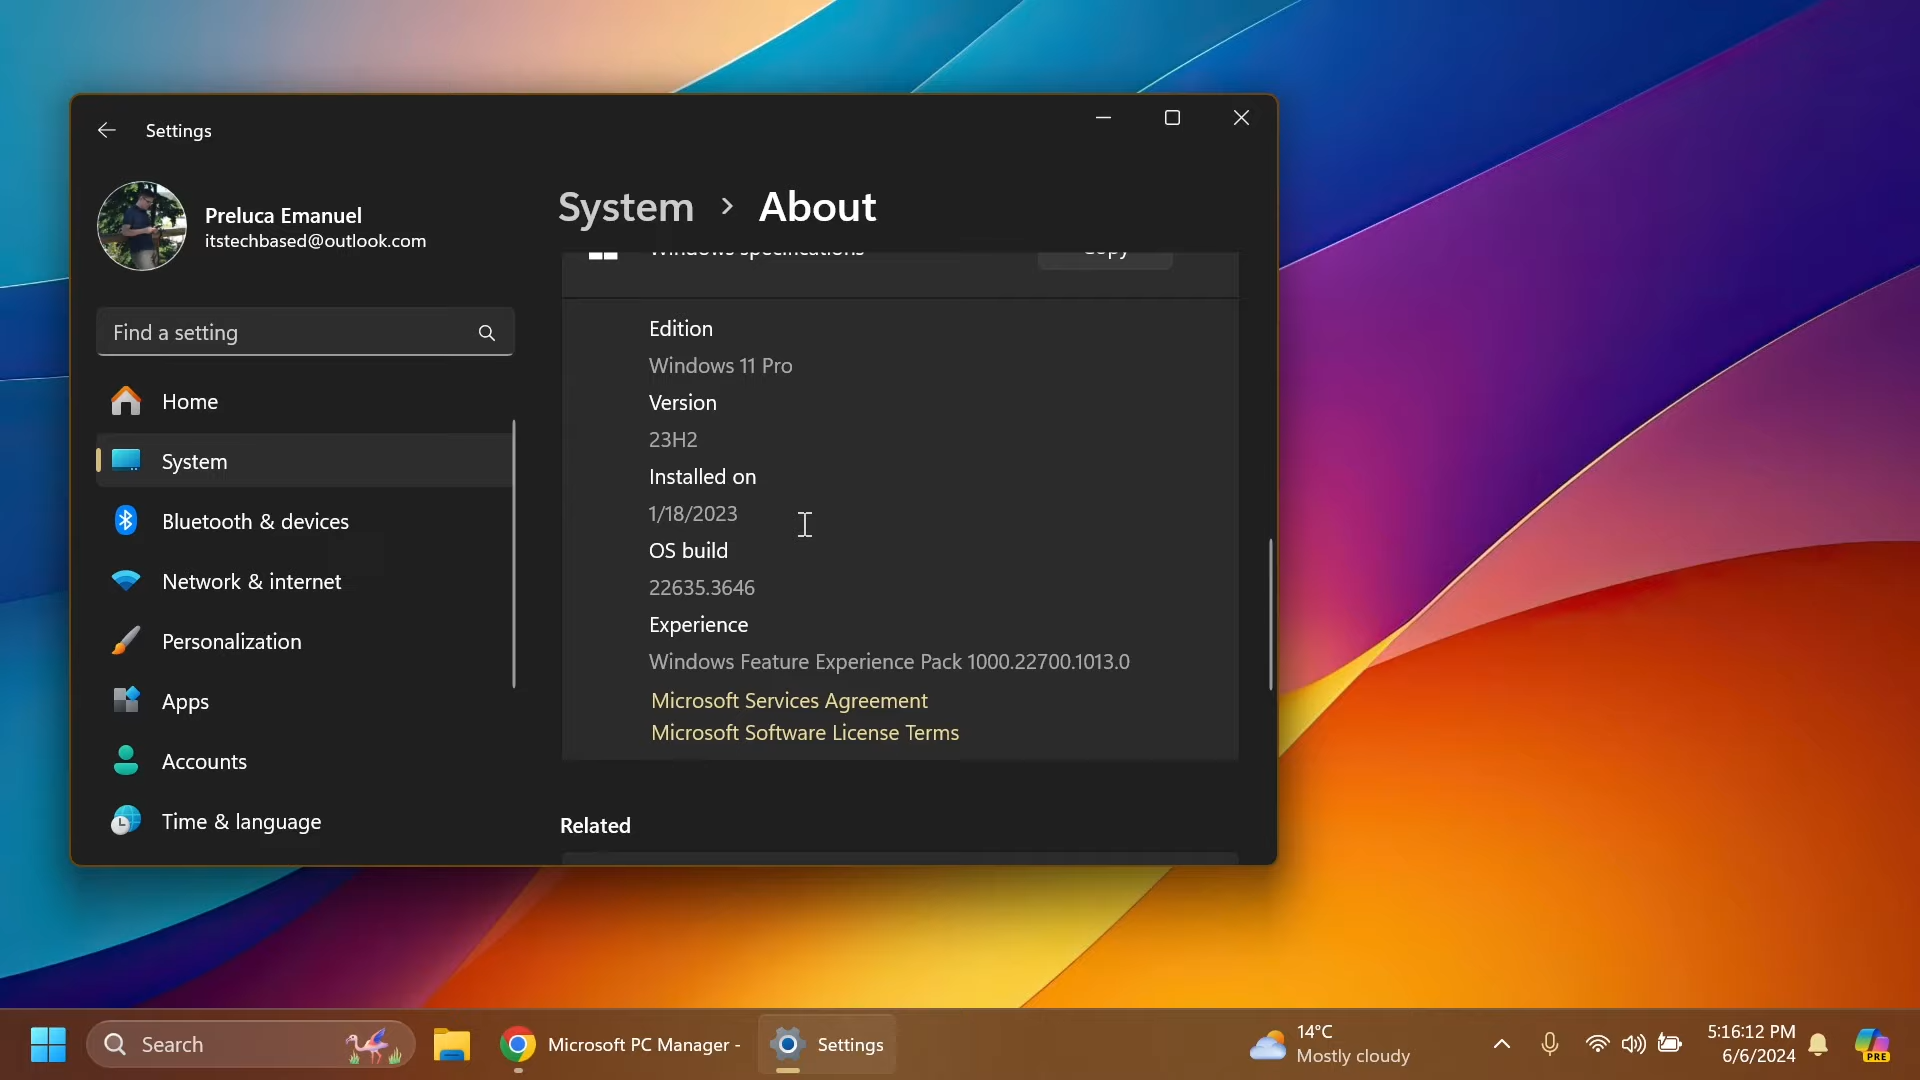 Settings
Preluca Emanuel
itstechbased@outlook.com
Find a setting
Home
System
Bluetooth & devices
Network & internet
Personalization
Apps
Accounts
Time & language
System > About
Windows specifications
Copy
Edition
Windows 11 Pro
Version
23H2
Installed on
1/18/2023
OS build
22635.3646
Experience
Windows Feature Experience Pack 1000.22700.1013.0
Microsoft Services Agreement
Microsoft Software License Terms
Related
Search
Microsoft PC Manager -
Settings
14°C
Mostly cloudy
5:16:12 PM
6/6/2024
PRE